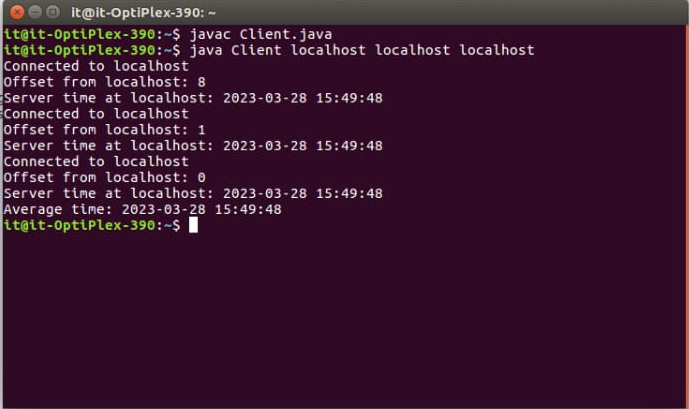 it@it-OptiPlex-390: ~
it@it-OptiPlex-390:~$ javac Client.java
it@it-OptiPlex-390:~$ java Client localhost localhost localhost
Connected to localhost
Offset from localhost: 8
Server time at localhost: 2023-03-28 15:49:48
Connected to localhost
Offset from localhost: 1
Server time at localhost: 2023-03-28 15:49:48
Connected to localhost
Offset from localhost: 0
Server time at localhost: 2023-03-28 15:49:48
Average time: 2023-03-28 15:49:48
it@it-OptiPlex-390:~$